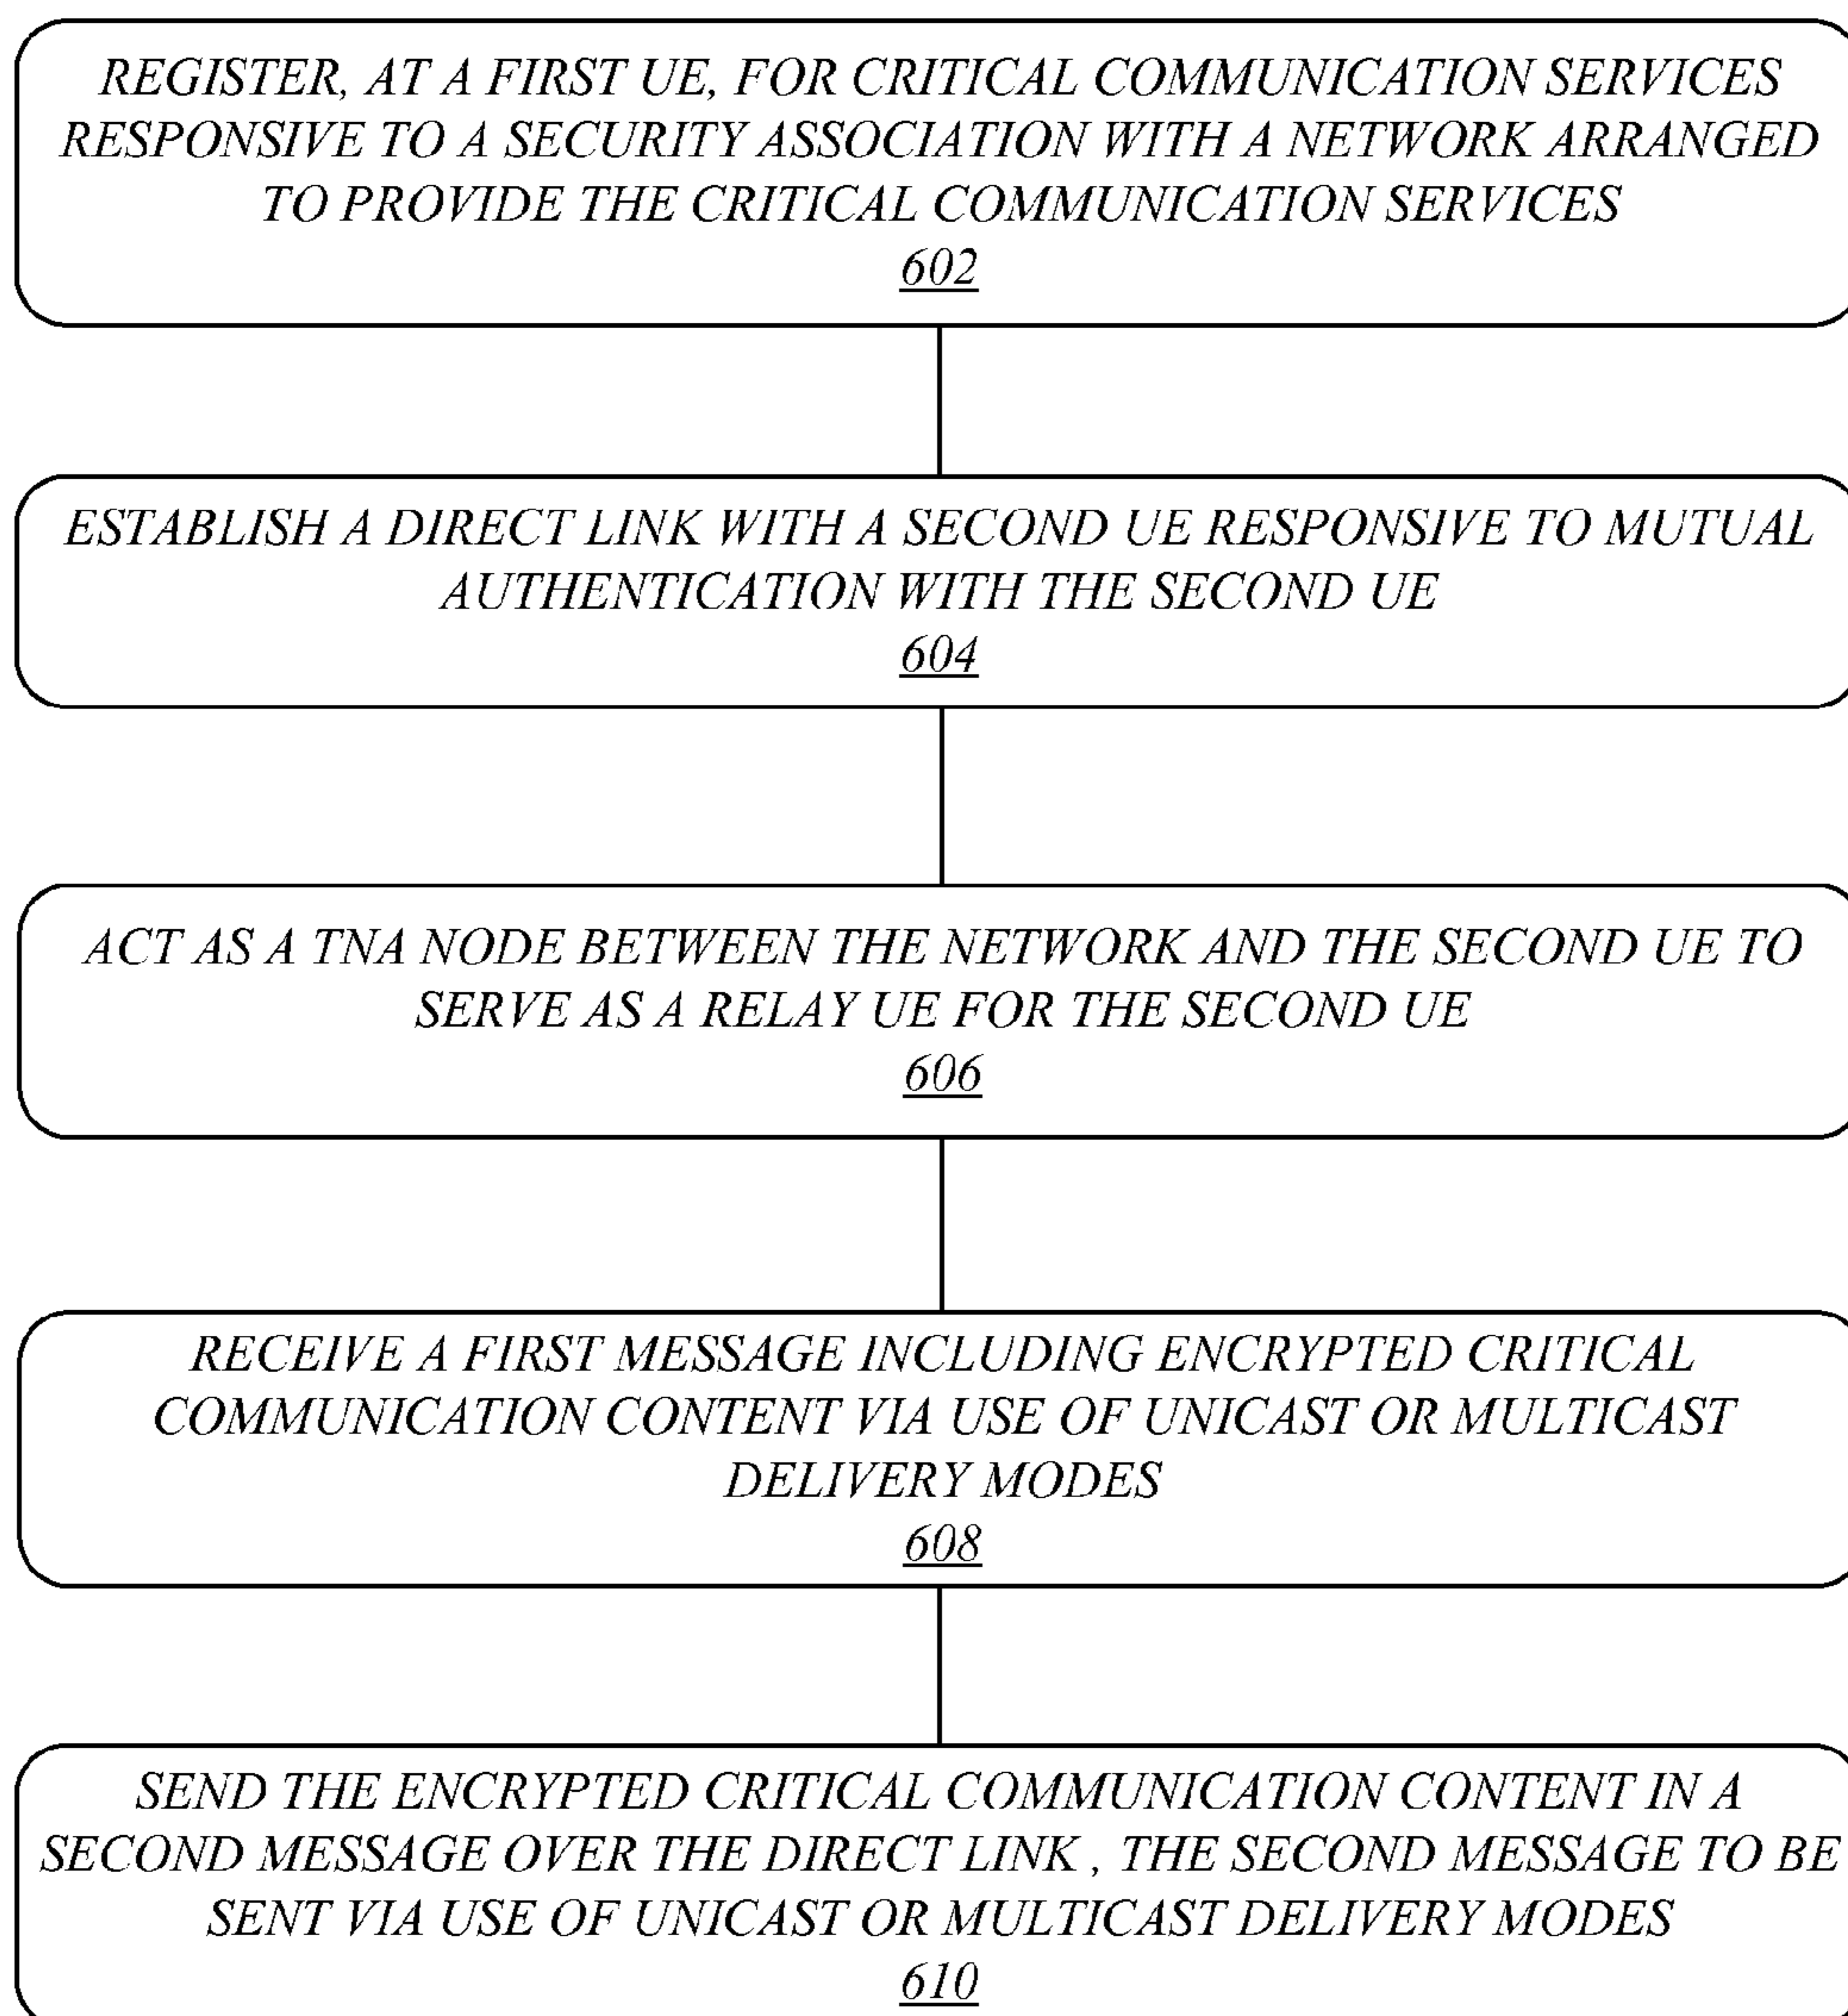 REGISTER, AT A FIRST UE, FOR CRITICAL COMMUNICATION SERVICES
RESPONSIVE TO A SECURITY ASSOCIATION WITH A NETWORK ARRANGED
TO PROVIDE THE CRITICAL COMMUNICATION SERVICES
602
ESTABLISH A DIRECT LINK WITH A SECOND UE RESPONSIVE TO MUTUAL
AUTHENTICATION WITH THE SECOND UE
604
ACT AS A TNA NODE BETWEEN THE NETWORK AND THE SECOND UE TO
SERVE AS A RELAY UE FOR THE SECOND UE
606
RECEIVE A FIRST MESSAGE INCLUDING ENCRYPTED CRITICAL
COMMUNICATION CONTENT VIA USE OF UNICAST OR MULTICAST
DELIVERY MODES
608
SEND THE ENCRYPTED CRITICAL COMMUNICATION CONTENT IN A
SECOND MESSAGE OVER THE DIRECT LINK , THE SECOND MESSAGE TO BE
SENT VIA USE OF UNICAST OR MULTICAST DELIVERY MODES
610